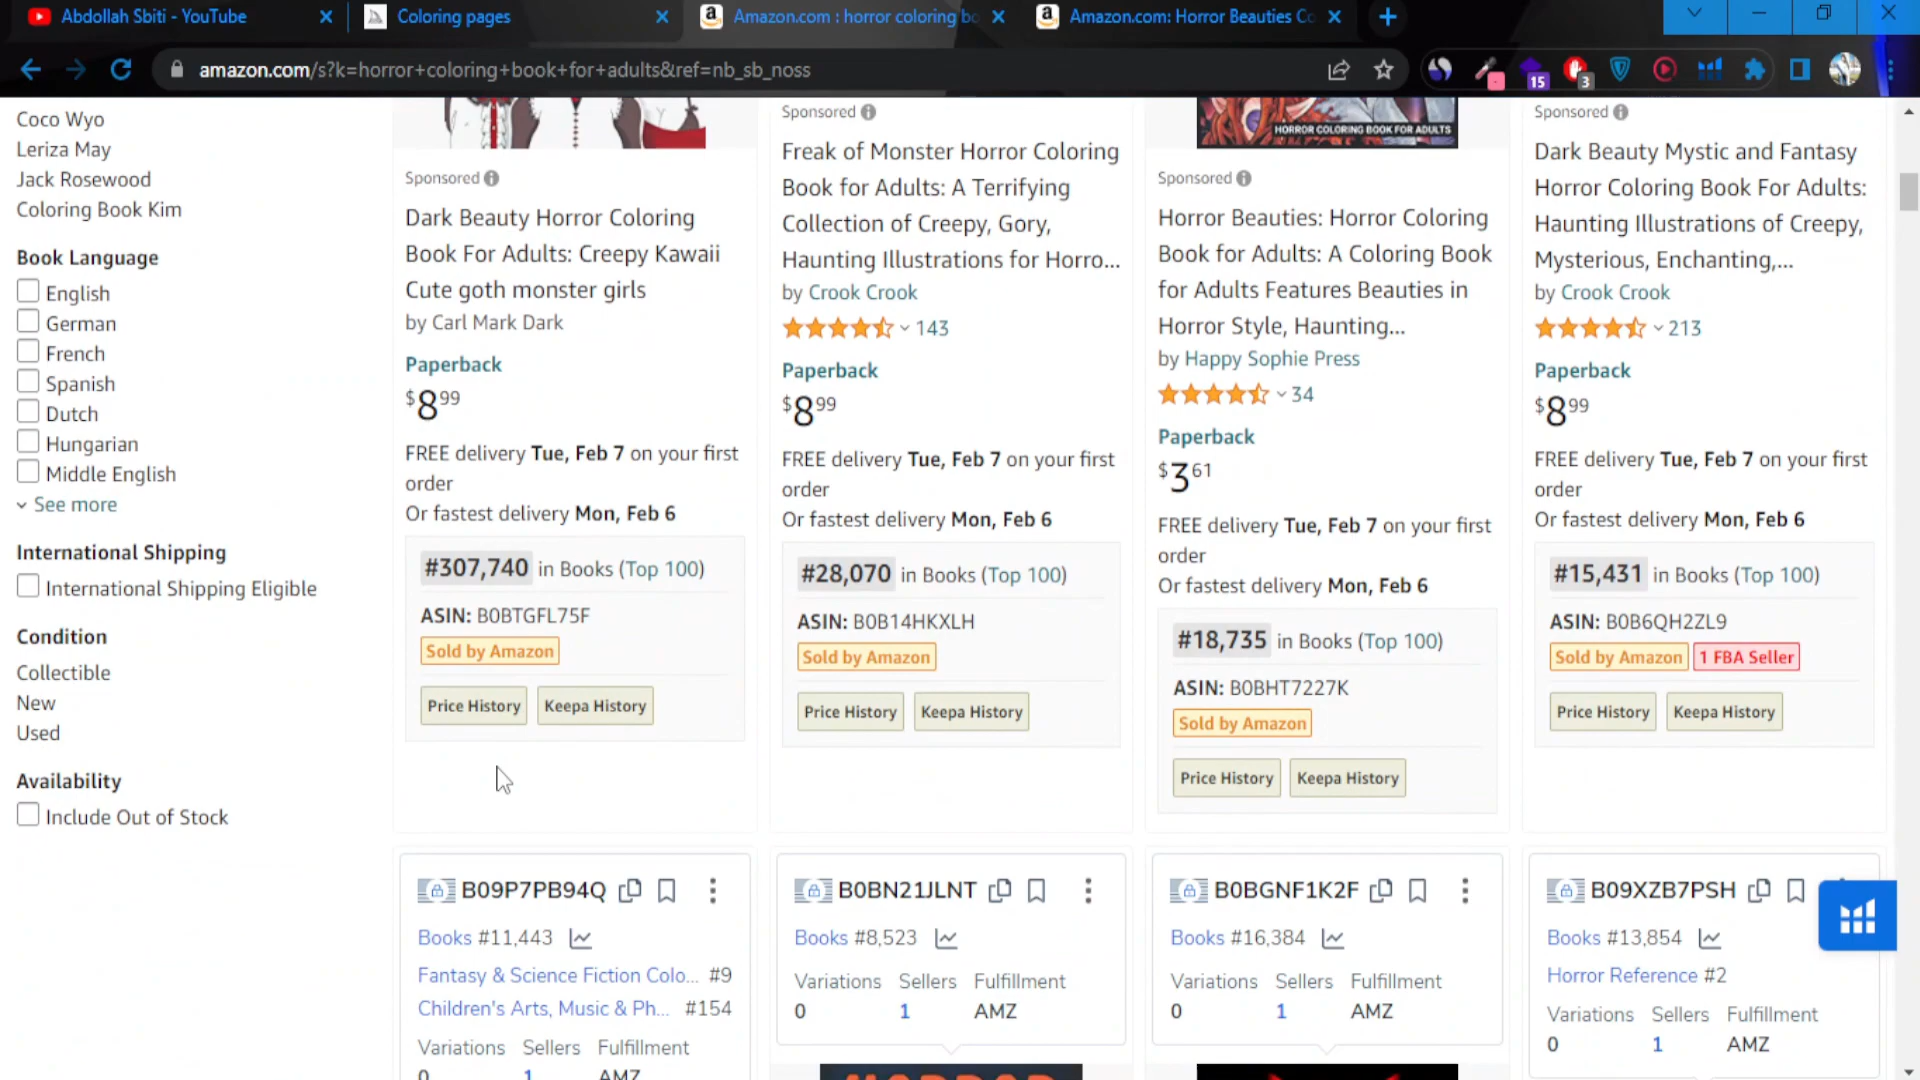 Abdollah Sbiti - YouTube
Coloring pages
Amazon.com : horror coloring bo
Amazon.com: Horror Beauties Co
amazon.com/s?k=horror+coloring+book+for+adults&ref=nb_sb_noss
15
3
Coco Wyo
Leriza May
Jack Rosewood
Coloring Book Kim
Book Language
English
German
French
Spanish
Dutch
Hungarian
Middle English
See more
International Shipping
International Shipping Eligible
Condition
Collectible
New
Used
Availability
Include Out of Stock
Sponsored
Dark Beauty Horror Coloring
Book For Adults: Creepy Kawaii
Cute goth monster girls
by Carl Mark Dark
Paperback
$8 99
FREE delivery Tue, Feb 7 on your first
order
Or fastest delivery Mon, Feb 6
#307,740 in Books (Top 100)
ASIN: B0BTGFL75F
Sold by Amazon
Price History Keepa History
Sponsored
Freak of Monster Horror Coloring
Book for Adults: A Terrifying
Collection of Creepy, Gory,
Haunting Illustrations for Horro...
by Crook Crook
143
Paperback
$8 99
FREE delivery Tue, Feb 7 on your first
order
Or fastest delivery Mon, Feb 6
#28,070 in Books (Top 100)
ASIN: B0B14HKXLH
Sold by Amazon
Price History Keepa History
HORROR COLORING BOOK FOR ADULTS
Sponsored
Horror Beauties: Horror Coloring
Book for Adults: A Coloring Book
for Adults Features Beauties in
Horror Style, Haunting...
by Happy Sophie Press
34
Paperback
$3 61
FREE delivery Tue, Feb 7 on your first
order
Or fastest delivery Mon, Feb 6
#18,735 in Books (Top 100)
ASIN: B0BHT7227K
Sold by Amazon
Price History Keepa History
Sponsored
Dark Beauty Mystic and Fantasy
Horror Coloring Book For Adults:
Haunting Illustrations of Creepy,
Mysterious, Enchanting,...
by Crook Crook
213
Paperback
$8 99
FREE delivery Tue, Feb 7 on your first
order
Or fastest delivery Mon, Feb 6
#15,431 in Books (Top 100)
ASIN: B0B6QH2ZL9
Sold by Amazon 1 FBA Seller
Price History Keepa History
B09P7PB94Q
Books #11,443
Fantasy & Science Fiction Colo... #9
Children's Arts, Music & Ph... #154
Variations Sellers Fulfillment
0 1 AMZ
B0BN21JLNT
Books #8,523
Variations Sellers Fulfillment
0 1 AMZ
B0BGNF1K2F
Books #16,384
Variations Sellers Fulfillment
0 1 AMZ
B09XZB7PSH
Books #13,854
Horror Reference #2
Variations Sellers Fulfillment
0 1 AMZ